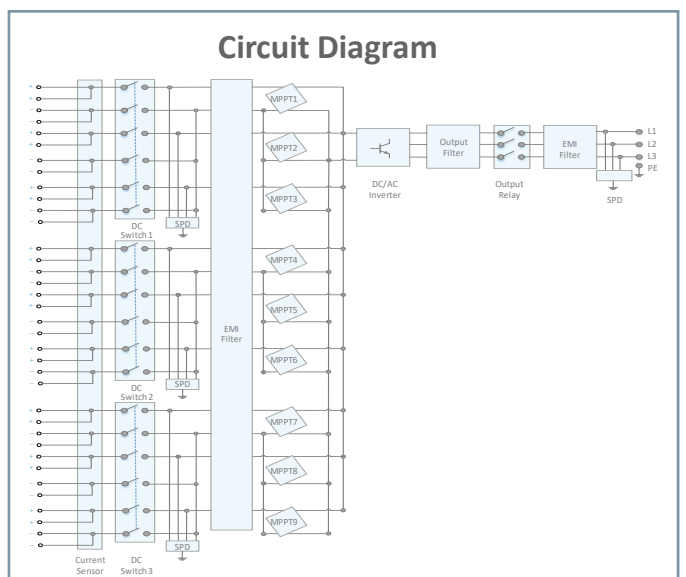 Circuit Diagram
MPPT1
MPPT2
MPPT3
DC
Switch 1
SPD
DC/AC
Inverter
Output
Filter
Output
Relay
EMI
Filter
L1
L2
L3
PE
SPD
MPPT4
MPPT5
MPPT6
EMI
Filter
DC
Switch 2
SPD
MPPT7
MPPT8
MPPT9
SPD
Current
Sensor
DC
Switch 3